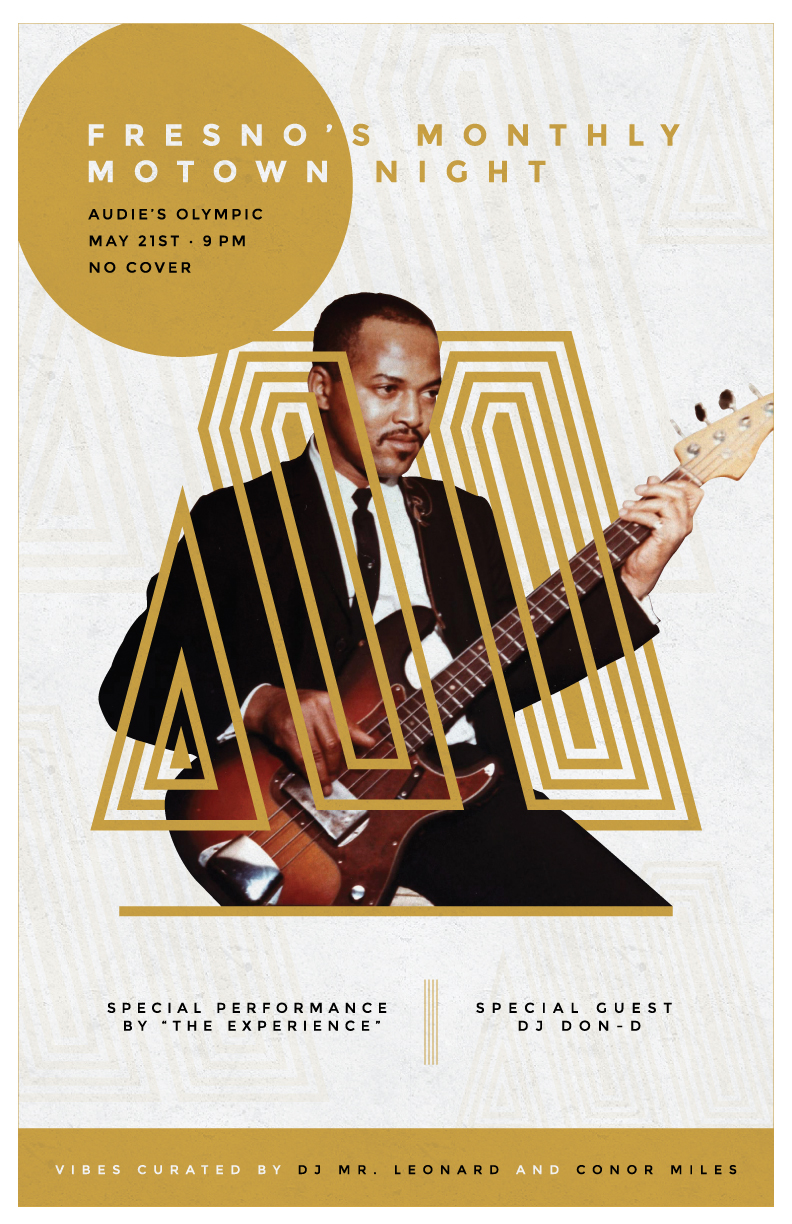 FRESNO'S MONTHLY
MOTOWN NIGHT
AUDIE'S OLYMPIC
MAY 21ST · 9 PM
NO COVER
M
SPECIAL PERFORMANCE
BY “THE EXPERIENCE”
SPECIAL GUEST
DJ DON-D
VIBES CURATED BY DJ MR. LEONARD AND CONOR MILES